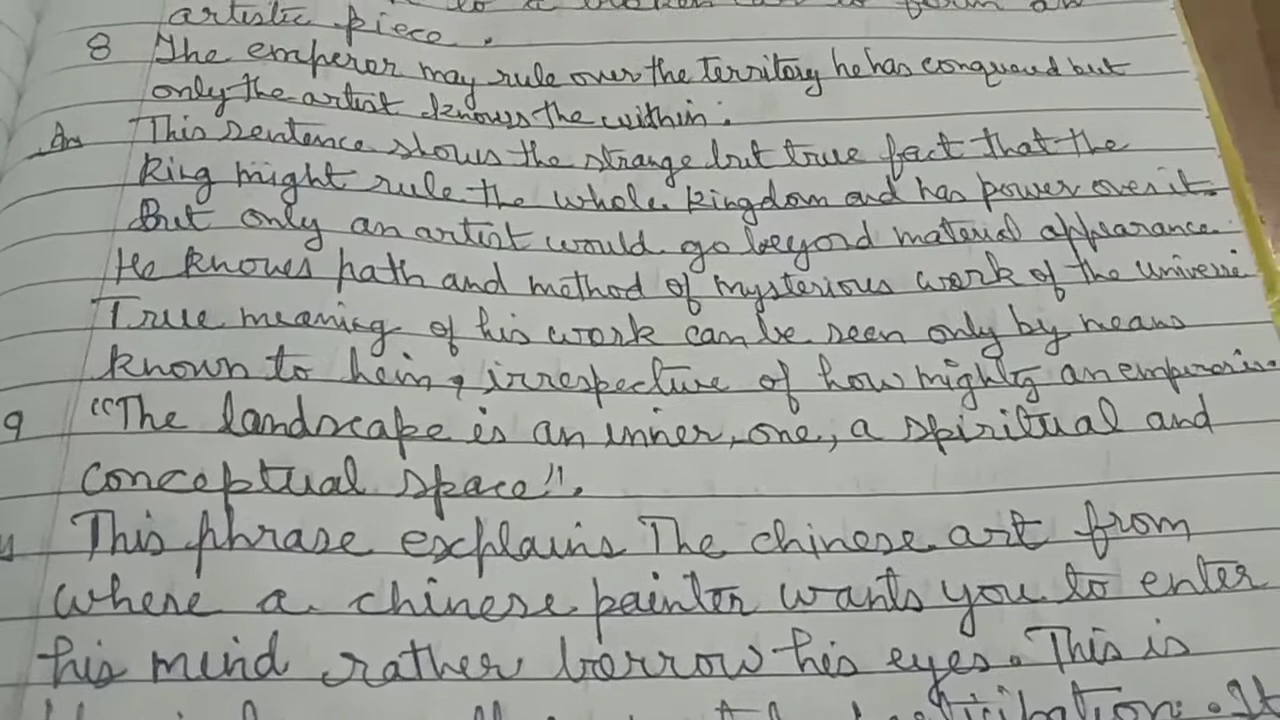 artistic piece.
8 The emperer may rule over the territory he has conqueud but
only the artist knows the within.
Ans This sentence shows the strange but true fact that the
King might rule the whole kingdom and has power over it.
But only an artist would go beyond material appearance.
He knows path and method of mysterious work of the universe
True meaning of his work can be seen only by means
known to him, irrespecture of how mighty an emperor is.
9 "The landscape is an inner, one, a spiritual and
conceptual space".
This phrase explains The chinese art from
where a chinese painter wants you to enter
his mind rather borrow his eyes. This is